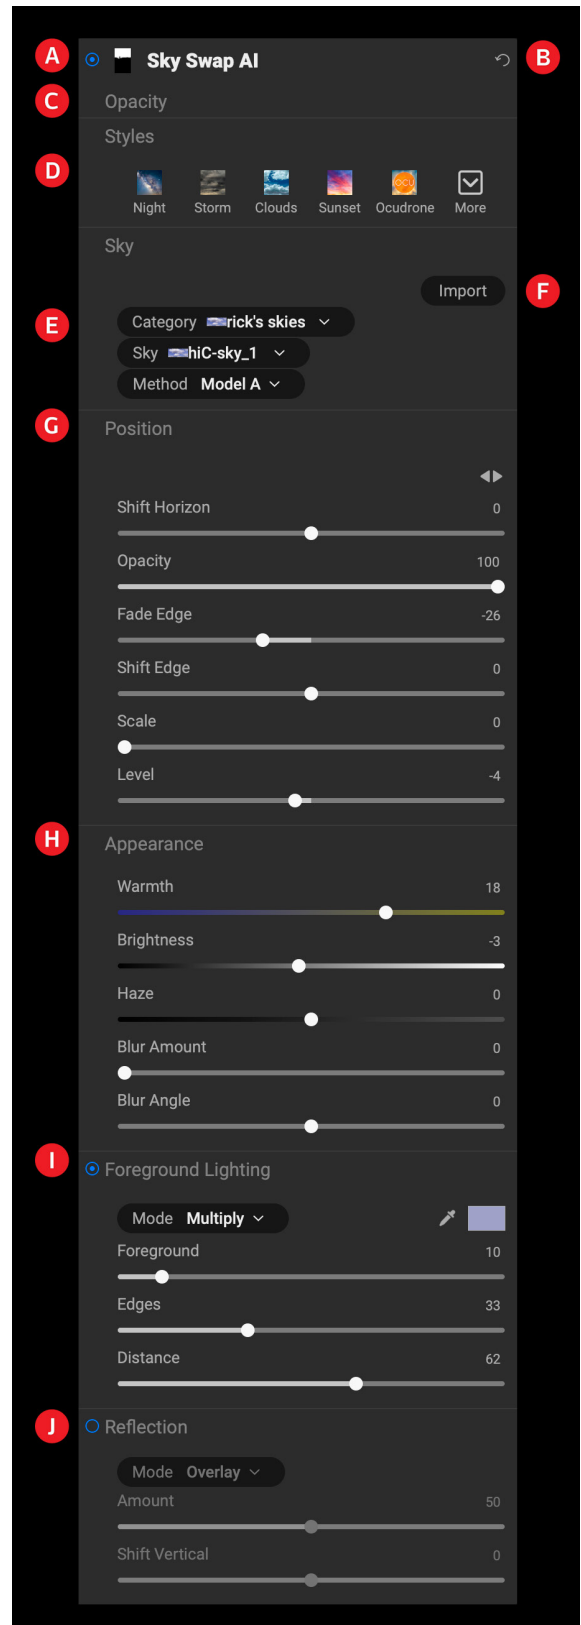 A Sky Swap AI B
C Opacity
Styles
D
Night Storm Clouds Sunset Ocudrone More
Sky
Import F
E Category rick's skies
Sky hiC-sky_1
Method Model A
G Position
Shift Horizon 0
Opacity 100
Fade Edge -26
Shift Edge 0
Scale 0
Level -4
H Appearance
Warmth 18
Brightness -3
Haze 0
Blur Amount 0
Blur Angle 0
I Foreground Lighting
Mode Multiply
Foreground 10
Edges 33
Distance 62
J Reflection
Mode Overlay
Amount 50
Shift Vertical 0